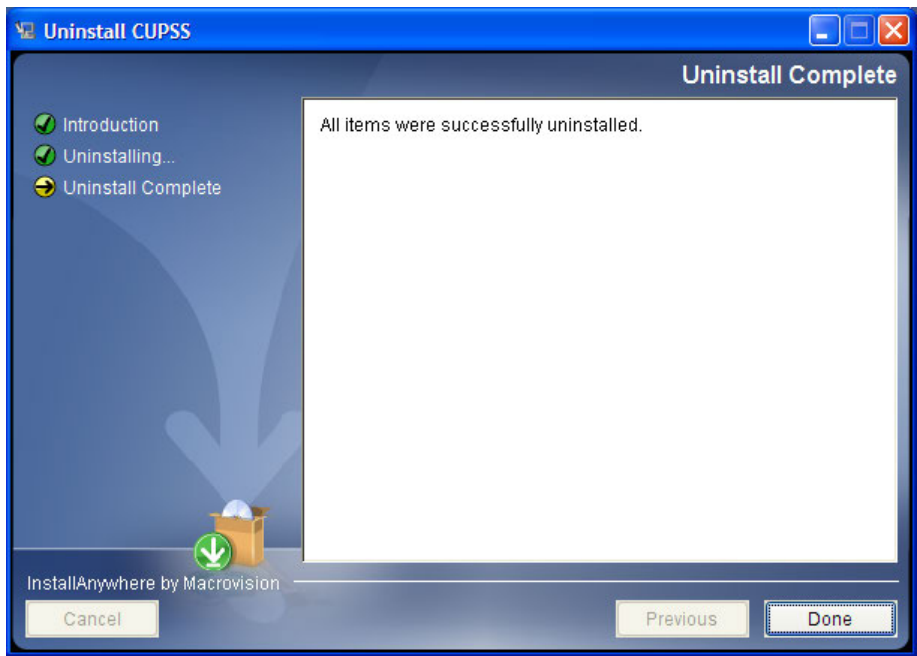 Uninstall CUPSS
Uninstall Complete
Introduction
Uninstalling...
Uninstall Complete
All items were successfully uninstalled.
InstallAnywhere by Macrovision
Cancel
Previous
Done